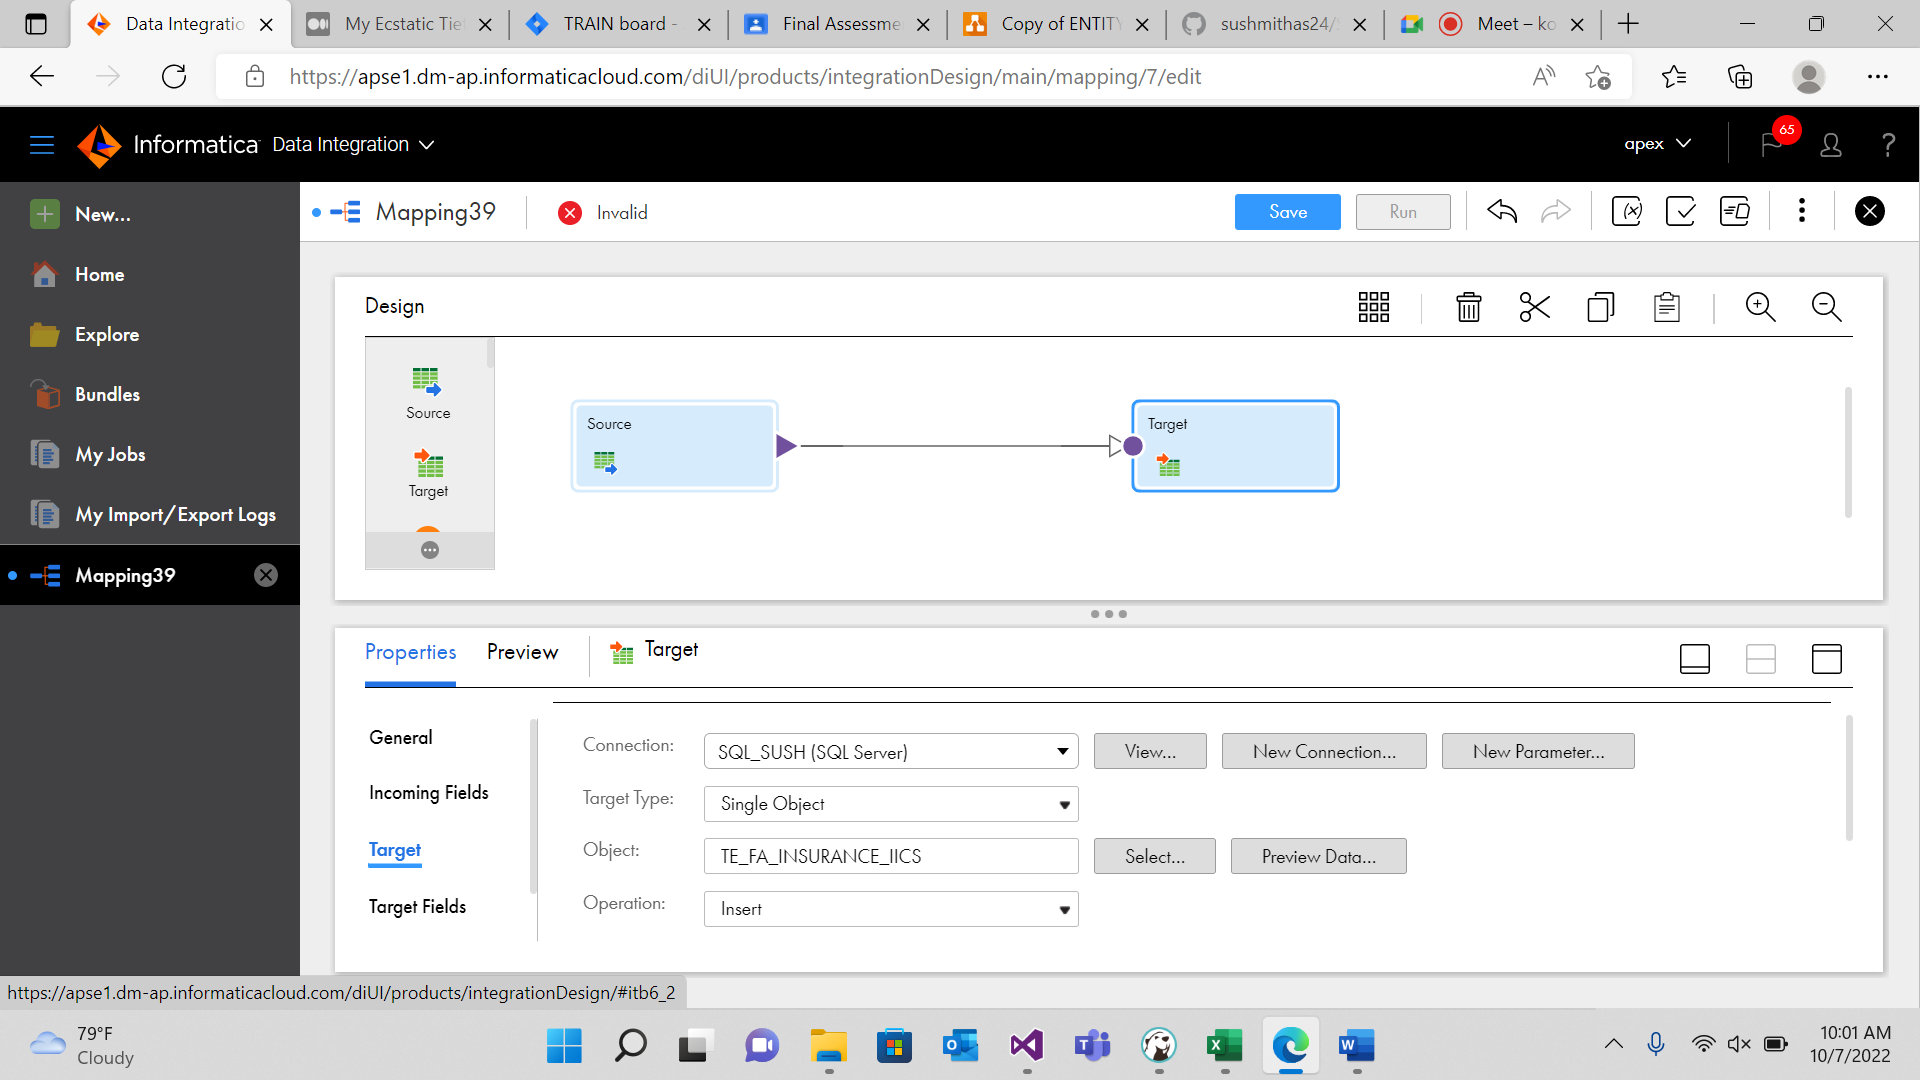 Data Integratio
My Ecstatic Tie
TRAIN board -
Final Assessme
Copy of ENTITY
sushmithas24/
Meet – ko
https://apse1.dm-ap.informaticacloud.com/diUI/products/integrationDesign/main/mapping/7/edit
Informatica Data Integration
apex
65
?
New...
Mapping39
Invalid
Save
Run
Home
Explore
Bundles
My Jobs
My Import/Export Logs
Mapping39
Design
Source
Target
Source
Target
Properties
Preview
Target
General
Incoming Fields
Target
Target Fields
Connection:
SQL_SUSH (SQL Server)
View...
New Connection...
New Parameter...
Target Type:
Single Object
Object:
TE_FA_INSURANCE_IICS
Select...
Preview Data...
Operation:
Insert
https://apse1.dm-ap.informaticacloud.com/diUI/products/integrationDesign/#itb6_2
79°F
Cloudy
10:01 AM
10/7/2022